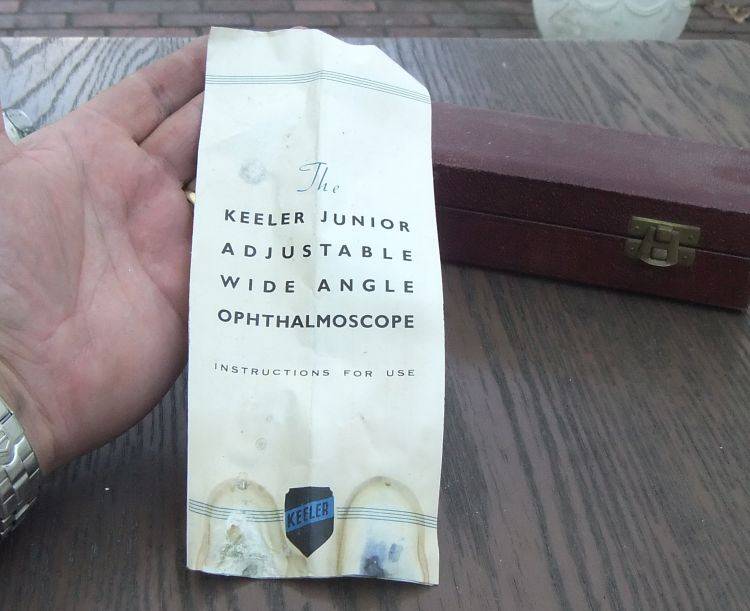 The
KEELER JUNIOR
ADJUSTABLE
WIDE ANGLE
OPHTHALMOSCOPE
INSTRUCTIONS FOR USE
KEELER